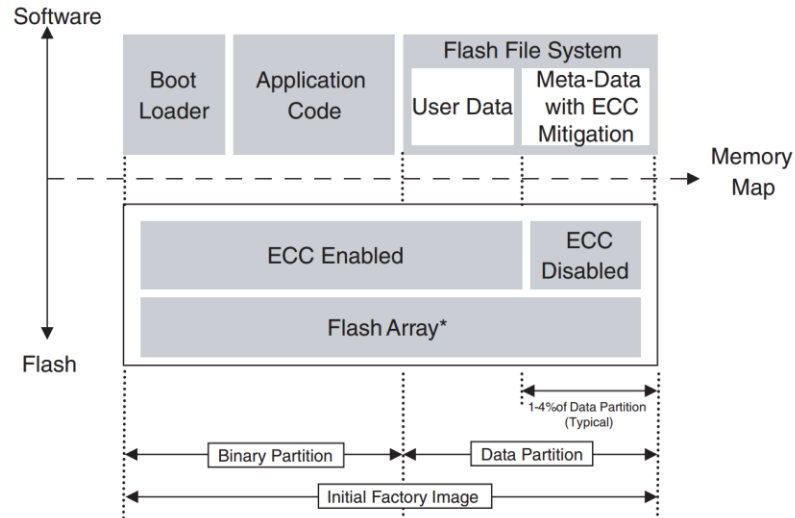 Software
Boot
Loader
Application
Code
Flash File System
User Data
Meta-Data
with ECC
Mitigation
Memory
Map
ECC Enabled
ECC
Disabled
Flash Array*
Flash
1-4%of Data Partition
(Typical)
Binary Partition
Data Partition
Initial Factory Image